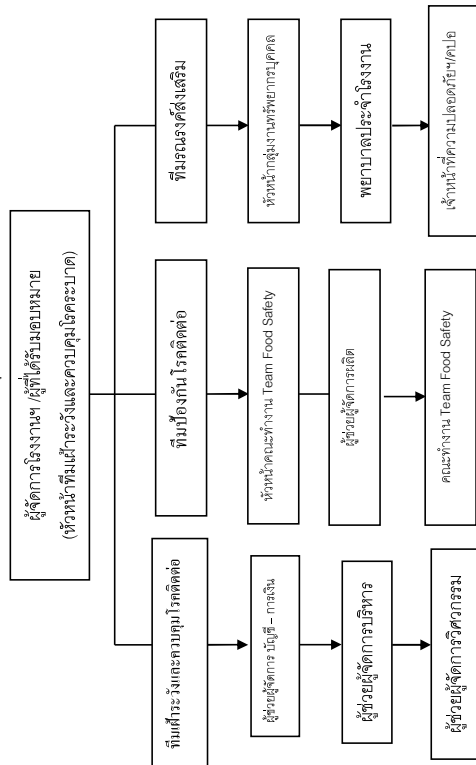 ผู้จัดการโรงงานฯ /ผู้ที่ได้รับมอบหมาย
(หัวหน้าทีมเฝ้าระวังและควบคุมโรคระบาด)
ทีมเฝ้าระวังและควบคุมโรคติดต่อ
ผู้ช่วยผู้จัดการ บัญชี – การเงิน
ผู้ช่วยผู้จัดการบริหาร
ผู้ช่วยผู้จัดการวิศวกรรม
ทีมป้องกันโรคติดต่อ
หัวหน้าคณะทำงาน Team Food Safety
ผู้ช่วยผู้จัดการผลิต
คณะทำงาน Team Food Safety
ทีมรณรงค์ส่งเสริม
หัวหน้ากลุ่มงานทรัพยากรบุคคล
พยาบาลประจำโรงงาน
เจ้าหน้าที่ความปลอดภัยฯ/คปอ